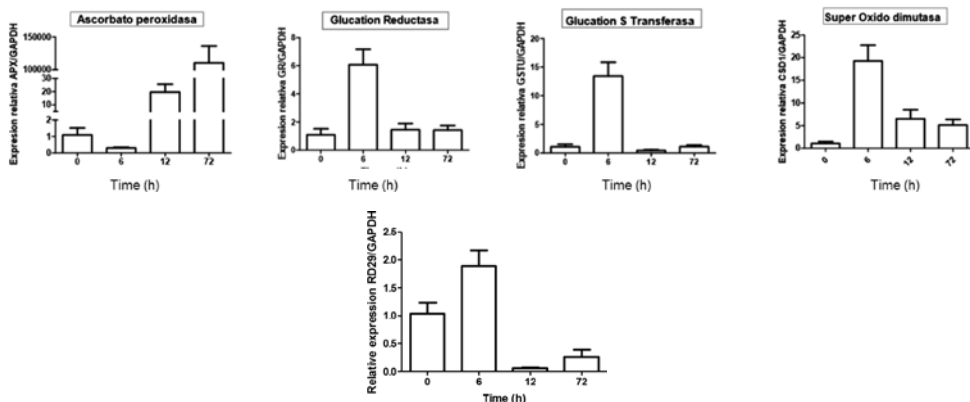 Ascorbato peroxidasa
Expresion relativa APX/GAPDH
150000
100000
30
20
10
2
1
0
0 6 12 72
Time (h)
Glucation Reductasa
Expresion relativa GR/GAPDH
8
6
4
2
0
0 6 12 72
Time (h)
Glucation S Transferasa
Expresion relativa GSTU/GAPDH
20
15
10
5
0
0 6 12 72
Time (h)
Super Oxido dimutasa
Expresion relativa CSD1/GAPDH
25
20
15
10
5
0
0 6 12 72
Time (h)
Relative expression RD29/GAPDH
2.5
2.0
1.5
1.0
0.5
0.0
0 6 12 72
Time (h)